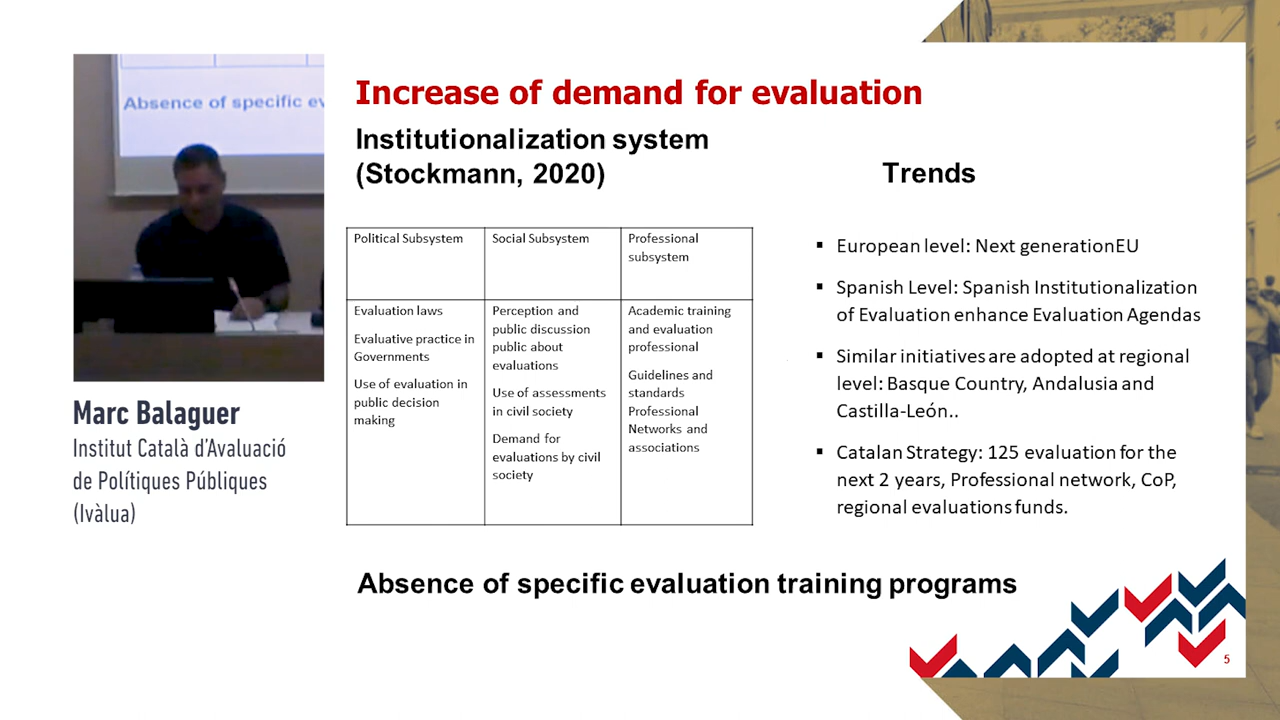 Absence of specific ev
Marc Balaguer
Institut Català d'Avaluació
de Polítiques Públiques
(Ivàlua)
Increase of demand for evaluation
Institutionalization system
(Stockmann, 2020)
Political Subsystem
Social Subsystem
Professional
subsystem
Evaluation laws
Evaluative practice in
Governments
Use of evaluation in
public decision
making
Perception and
public discussion
public about
evaluations
Use of assessments
in civil society
Demand for
evaluations by civil
society
Academic training
and evaluation
professional
Guidelines and
standards
Professional
Networks and
associations
Trends
▪ European level: Next generationEU
▪ Spanish Level: Spanish Institutionalization
of Evaluation enhance Evaluation Agendas
▪ Similar initiatives are adopted at regional
level: Basque Country, Andalusia and
Castilla-León..
▪ Catalan Strategy: 125 evaluation for the
next 2 years, Professional network, CoP,
regional evaluations funds.
Absence of specific evaluation training programs
5